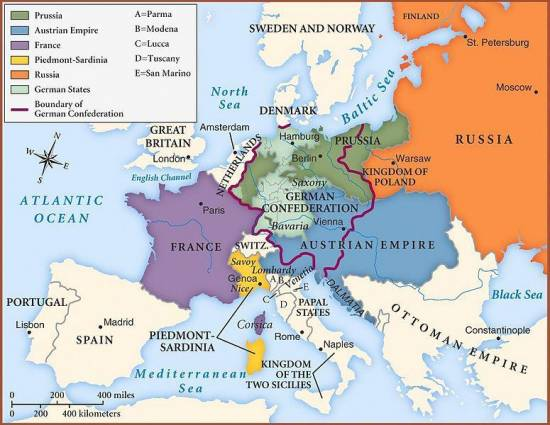 Prussia
Austrian Empire
France
Piedmont-Sardinia
Russia
German States
Boundary of
German Confederation
A=Parma
B=Modena
C=Lucca
D=Tuscany
E=San Marino
FINLAND
SWEDEN AND NORWAY
St. Petersburg
Moscow
North
Sea
Baltic Sea
DENMARK
RUSSIA
GREAT
BRITAIN
London
Amsterdam
NETHERLANDS
Hamburg
PRUSSIA
Berlin
Warsaw
KINGDOM OF
POLAND
N
W
E
S
English Channel
ATLANTIC
OCEAN
Saxony
GERMAN
CONFEDERATION
Paris
Bavaria
Vienna
FRANCE
SWITZ.
AUSTRIAN EMPIRE
Savoy
Lombardy
Venetia
Genoa
Nice
A
B
C
D
E
DALMATIA
Black Sea
PORTUGAL
Lisbon
Madrid
SPAIN
PIEDMONT-
SARDINIA
Corsica
PAPAL
STATES
Rome
Naples
OTTOMAN EMPIRE
Constantinople
KINGDOM
OF THE
TWO SICILIES
Mediterranean
Sea
0
200
400 miles
0
200
400 kilometers